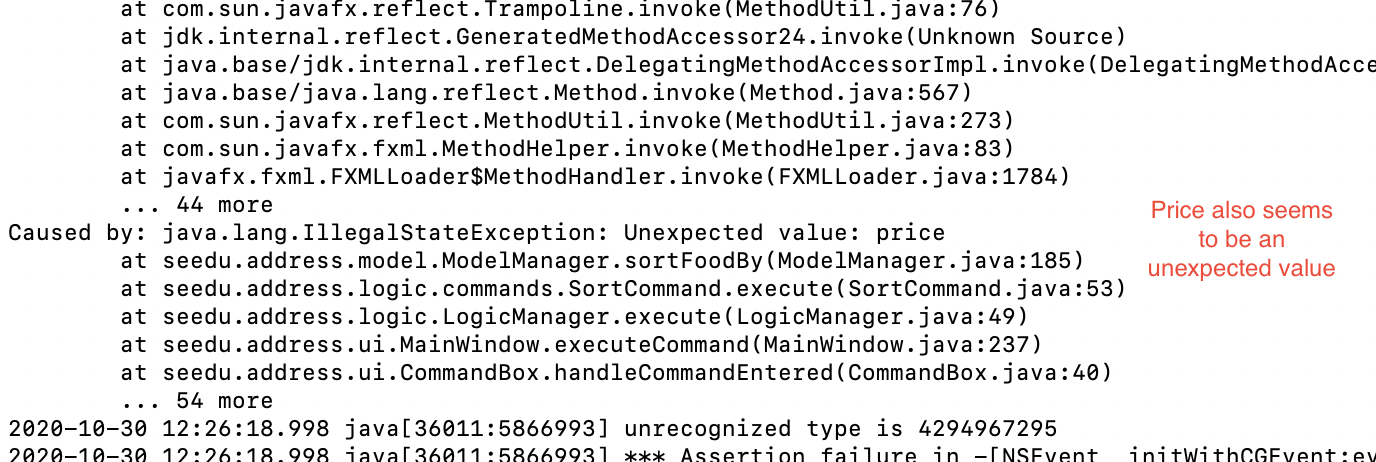 at com.sun.javafx.reflect.Trampoline.invoke(MethodUtil.java:76)
at jdk.internal.reflect.GeneratedMethodAccessor24.invoke(Unknown Source)
at java.base/jdk.internal.reflect.DelegatingMethodAccessorImpl.invoke(DelegatingMethodAcce
at java.base/java.lang.reflect.Method.invoke(Method.java:567)
at com.sun.javafx.reflect.MethodUtil.invoke(MethodUtil.java:273)
at com.sun.javafx.fxml.MethodHelper.invoke(MethodHelper.java:83)
at javafx.fxml.FXMLLoader$MethodHandler.invoke(FXMLLoader.java:1784)
... 44 more
Caused by: java.lang.IllegalStateException: Unexpected value: price
at seedu.address.model.ModelManager.sortFoodBy(ModelManager.java:185)
at seedu.address.logic.commands.SortCommand.execute(SortCommand.java:53)
at seedu.address.logic.LogicManager.execute(LogicManager.java:49)
at seedu.address.ui.MainWindow.executeCommand(MainWindow.java:237)
at seedu.address.ui.CommandBox.handleCommandEntered(CommandBox.java:40)
... 54 more
2020-10-30 12:26:18.998 java[36011:5866993] unrecognized type is 4294967295
2020-10-30 12:26:18.998 java[36011:5866993] *** Assertion failure in -[NSEvent _initWithCGEvent:ev
Price also seems
to be an
unexpected value